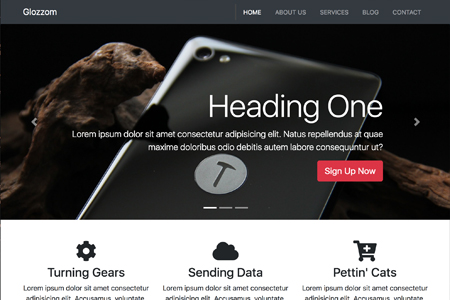 Glozzom
HOME ABOUT US SERVICES BLOG CONTACT
Heading One
Lorem ipsum dolor sit amet consectetur adipisicing elit. Natus repellendus at quae
maxime doloribus odio debitis autem labore consequuntur ut?
Sign Up Now
Turning Gears
Sending Data
Pettin' Cats
Lorem ipsum dolor sit amet consectetur
Lorem ipsum dolor sit amet consectetur
Lorem ipsum dolor sit amet consectetur
adipisicing elit. Accusamus, voluptate
adipisicing elit. Accusamus, voluptate
adipisicing elit. Accusamus, voluptate